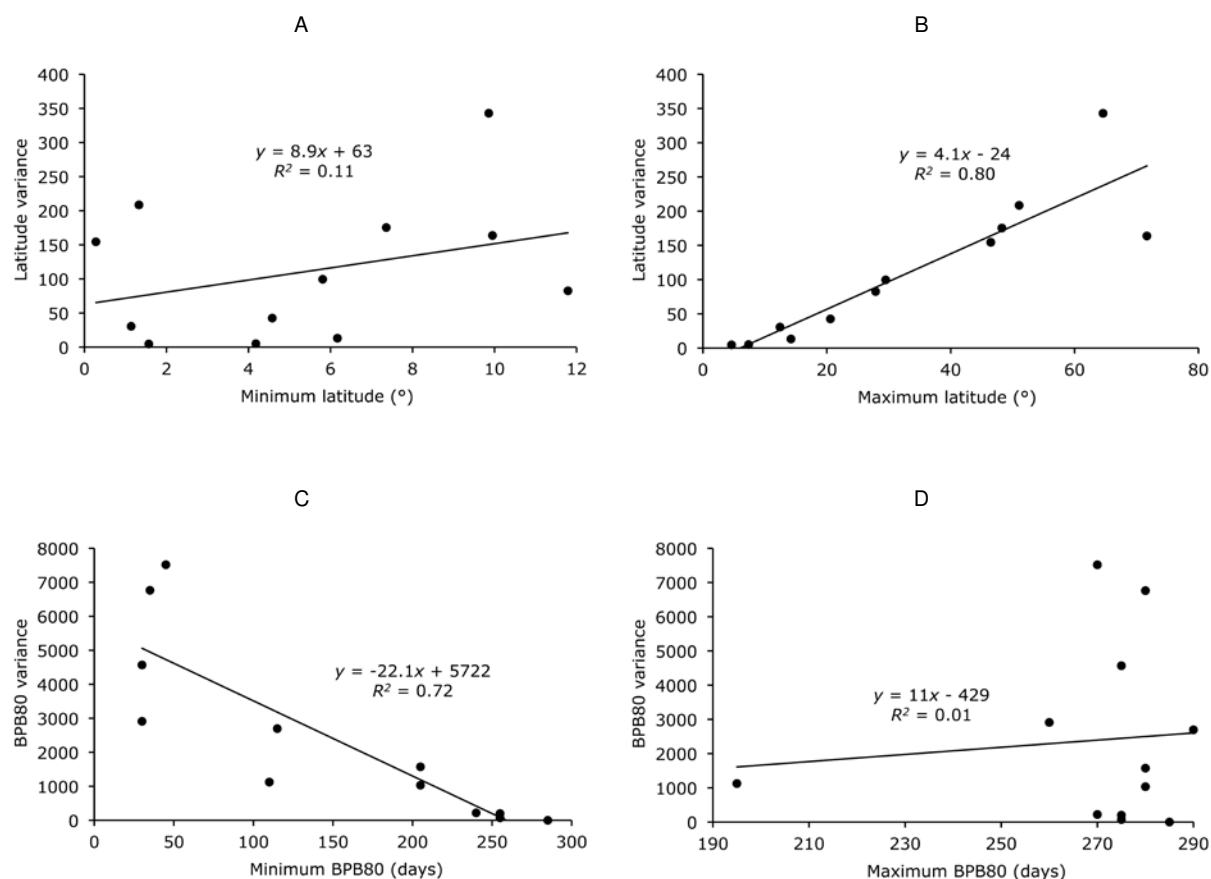 A
400
350
300
250
200
150
100
50
0
Latitude variance
y = 8.9x + 63
R² = 0.11
0 2 4 6 8 10 12
Minimum latitude (°)
B
400
350
300
250
200
150
100
50
0
Latitude variance
y = 4.1x - 24
R² = 0.80
0 20 40 60 80
Maximum latitude (°)
C
8000
7000
6000
5000
4000
3000
2000
1000
0
BPB80 variance
y = -22.1x + 5722
R² = 0.72
0 50 100 150 200 250 300
Minimum BPB80 (days)
D
8000
7000
6000
5000
4000
3000
2000
1000
0
BPB80 variance
y = 11x - 429
R² = 0.01
190 210 230 250 270 290
Maximum BPB80 (days)